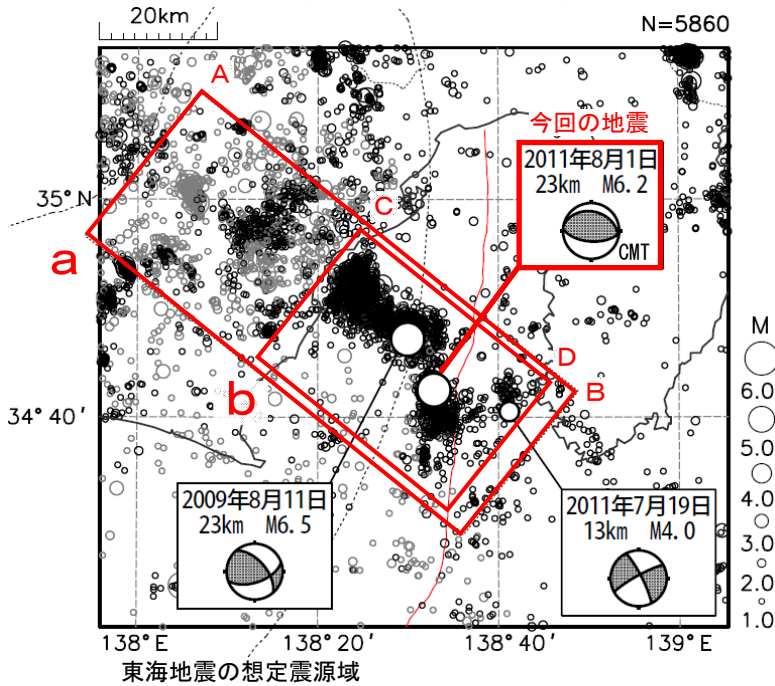 20km
N=5860
A
今回の地震
2011年8月1日
23km M6.2
CMT
35°N
C
a
D
B
b
34°40′
M
6.0
5.0
4.0
3.0
2.0
1.0
2009年8月11日
23km M6.5
2011年7月19日
13km M4.0
138°E
138°20′
138°40′
139°E
東海地震の想定震源域